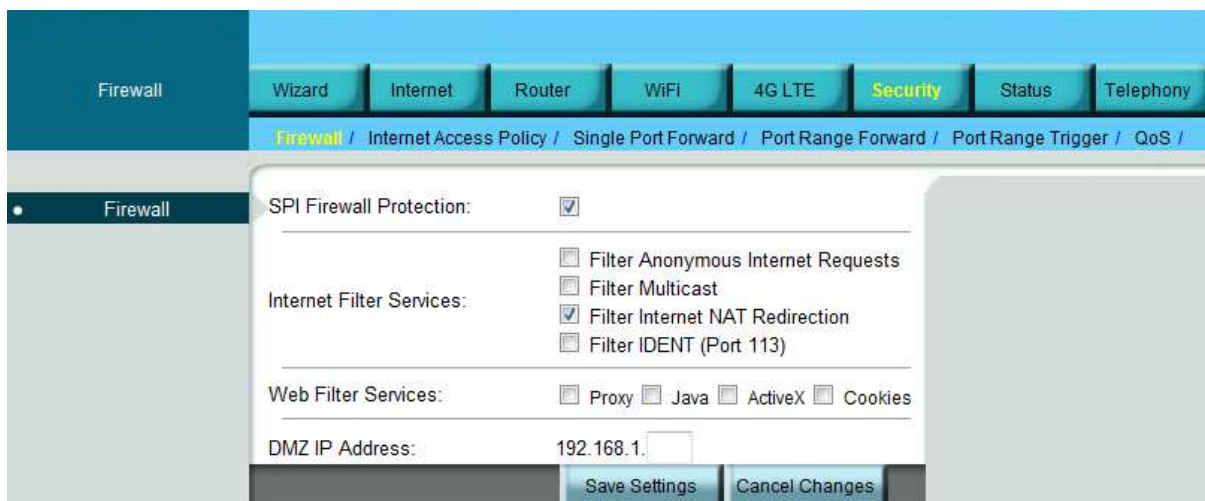 Firewall
Wizard Internet Router WiFi 4G LTE Security Status Telephony
Firewall / Internet Access Policy / Single Port Forward / Port Range Forward / Port Range Trigger / QoS /
Firewall
SPI Firewall Protection:
Internet Filter Services:
Filter Anonymous Internet Requests
Filter Multicast
Filter Internet NAT Redirection
Filter IDENT (Port 113)
Web Filter Services: Proxy Java ActiveX Cookies
DMZ IP Address: 192.168.1.
Save Settings Cancel Changes